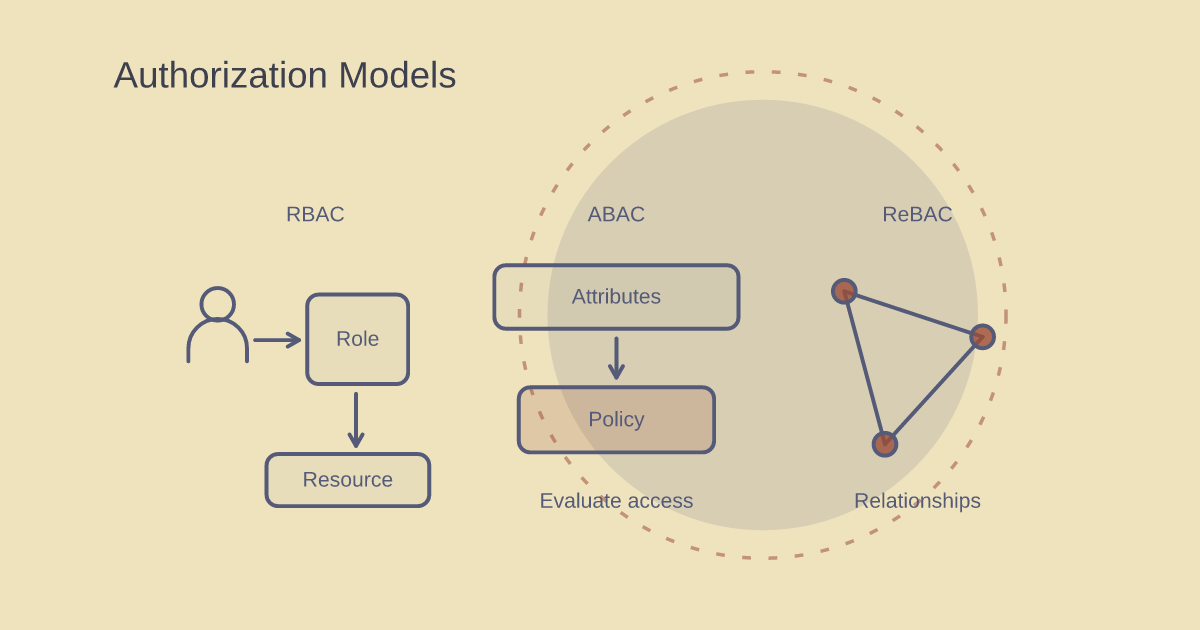 Authorization Models
RBAC
Role
Resource
ABAC
Attributes
Policy
Evaluate access
ReBAC
Relationships